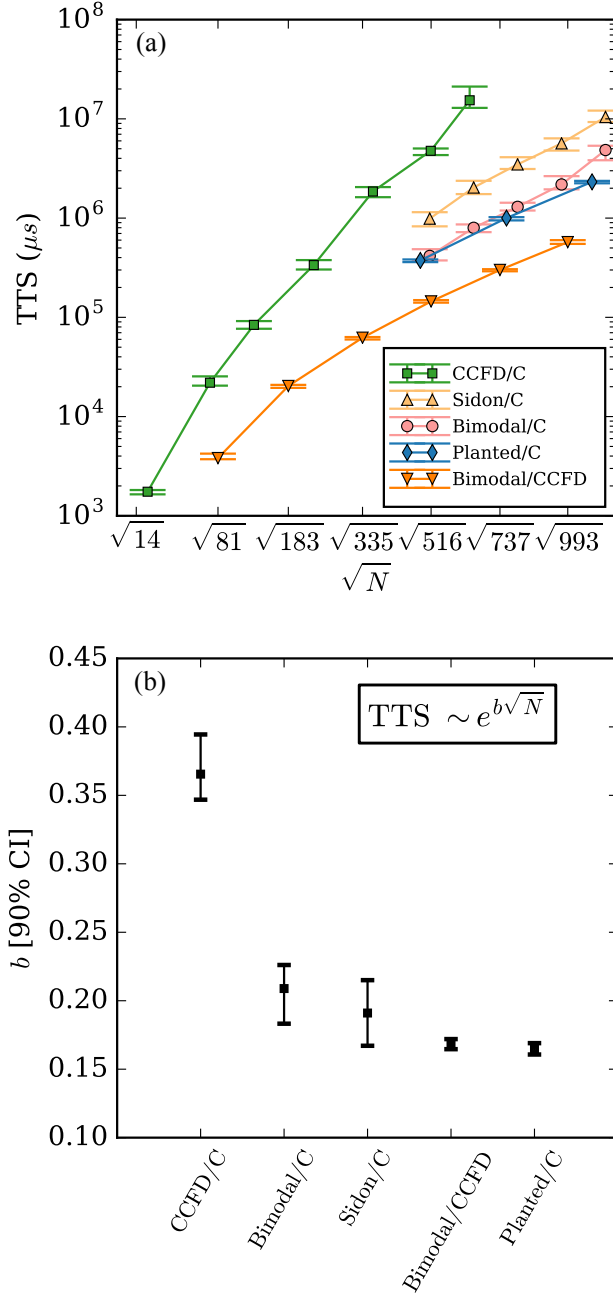 (a)
TTS (μs)
10^8
10^7
10^6
10^5
10^4
10^3
CCFD/C
Sidon/C
Bimodal/C
Planted/C
Bimodal/CCFD
√14 √81 √183 √335 √516 √737 √993
√N
(b)
TTS ~ e^{b√N}
b [90% CI]
0.45
0.40
0.35
0.30
0.25
0.20
0.15
0.10
CCFD/C
Bimodal/C
Sidon/C
Bimodal/CCFD
Planted/C